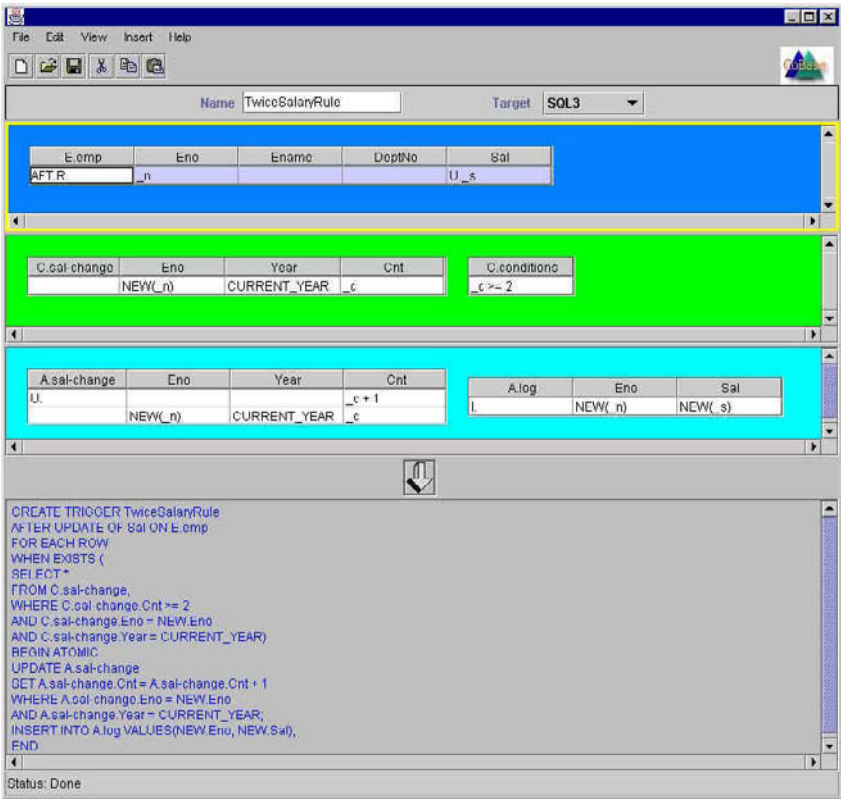 File Edit View Insert Help
CoBase
Name TwiceSalaryRule Target SQL3
E.emp Eno Ename DeptNo Sal
AFT R _n U._s
C.sal-change Eno Year Cnt C.conditions
NEW(_n) CURRENT_YEAR _c _c >= 2
A.sal-change Eno Year Cnt
U. _c + 1
NEW(_n) CURRENT_YEAR _c
A.log Eno Sal
I. NEW(_n) NEW(_s)
CREATE TRIGGER TwiceSalaryRule
AFTER UPDATE OF Sal ON E.emp
FOR EACH ROW
WHEN EXISTS (
SELECT *
FROM C.sal-change,
WHERE C.sal-change.Cnt >= 2
AND C.sal-change.Eno = NEW.Eno
AND C.sal-change.Year = CURRENT_YEAR)
BEGIN ATOMIC
UPDATE A.sal-change
SET A.sal-change.Cnt = A.sal-change.Cnt + 1
WHERE A.sal-change.Eno = NEW.Eno
AND A.sal-change.Year = CURRENT_YEAR;
INSERT INTO A.log VALUES(NEW.Eno, NEW.Sal);
END
Status: Done